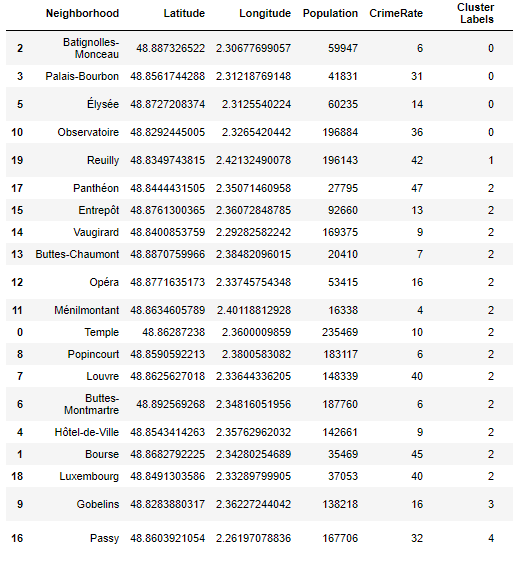 Neighborhood Latitude Longitude Population CrimeRate Cluster Labels
2 Batignolles-Monceau 48.887326522 2.30677699057 59947 6 0
3 Palais-Bourbon 48.8561744288 2.31218769148 41831 31 0
5 Élysée 48.8727208374 2.3125540224 60235 14 0
10 Observatoire 48.8292445005 2.3265420442 196884 36 0
19 Reuilly 48.8349743815 2.42132490078 196143 42 1
17 Panthéon 48.8444431505 2.35071460958 27795 47 2
15 Entrepôt 48.8761300365 2.36072848785 92660 13 2
14 Vaugirard 48.8400853759 2.29282582242 169375 9 2
13 Buttes-Chaumont 48.8870759966 2.38482096015 20410 7 2
12 Opéra 48.8771635173 2.33745754348 53415 16 2
11 Ménilmontant 48.8634605789 2.40118812928 16338 4 2
0 Temple 48.86287238 2.3600009859 235469 10 2
8 Popincourt 48.8590592213 2.3800583082 183117 6 2
7 Louvre 48.8625627018 2.33644336205 148339 40 2
6 Buttes-Montmartre 48.892569268 2.34816051956 187760 6 2
4 Hôtel-de-Ville 48.8543414263 2.35762962032 142661 9 2
1 Bourse 48.8682792225 2.34280254689 35469 45 2
18 Luxembourg 48.8491303586 2.33289799905 37053 40 2
9 Gobelins 48.8283880317 2.36227244042 138218 16 3
16 Passy 48.8603921054 2.26197078836 167706 32 4